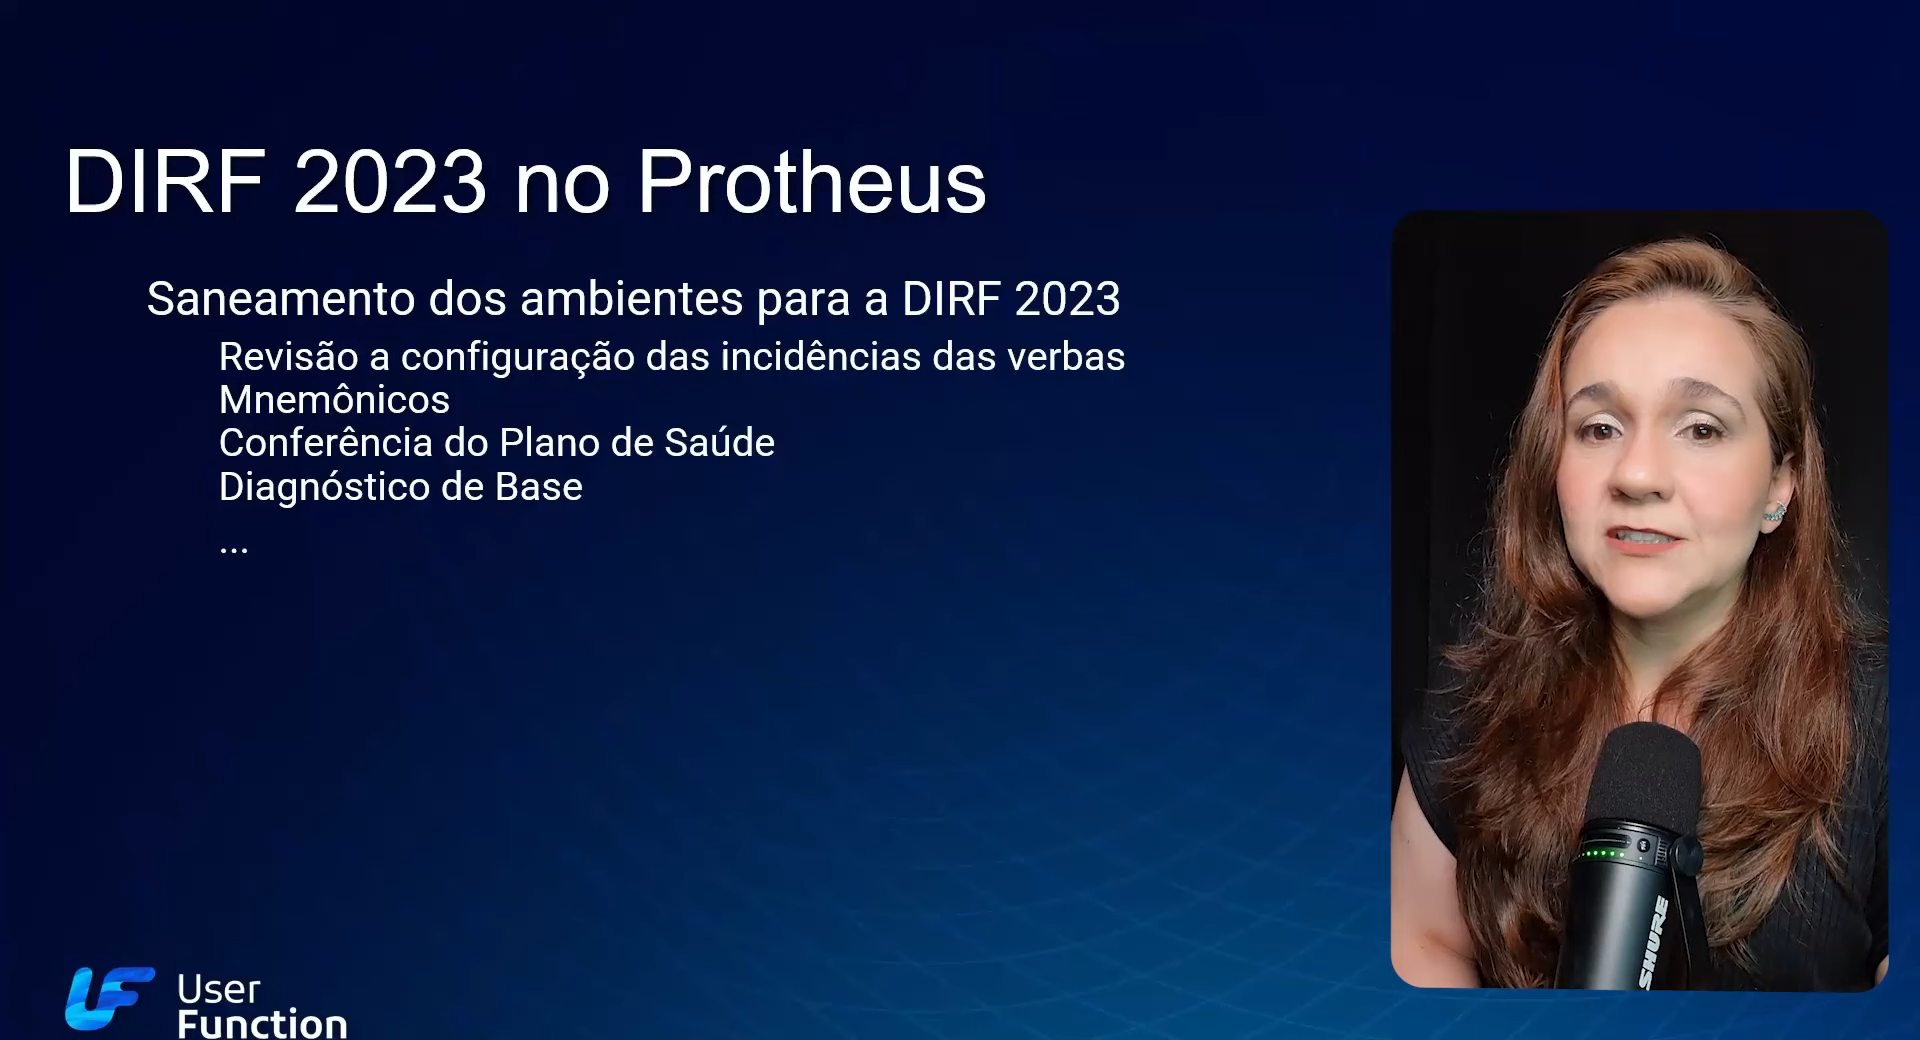 DIRF 2023 no Protheus
Saneamento dos ambientes para a DIRF 2023
Revisão a configuração das incidências das verbas
Mnemônicos
Conferência do Plano de Saúde
Diagnóstico de Base
...
SHURE
UF
User
Function